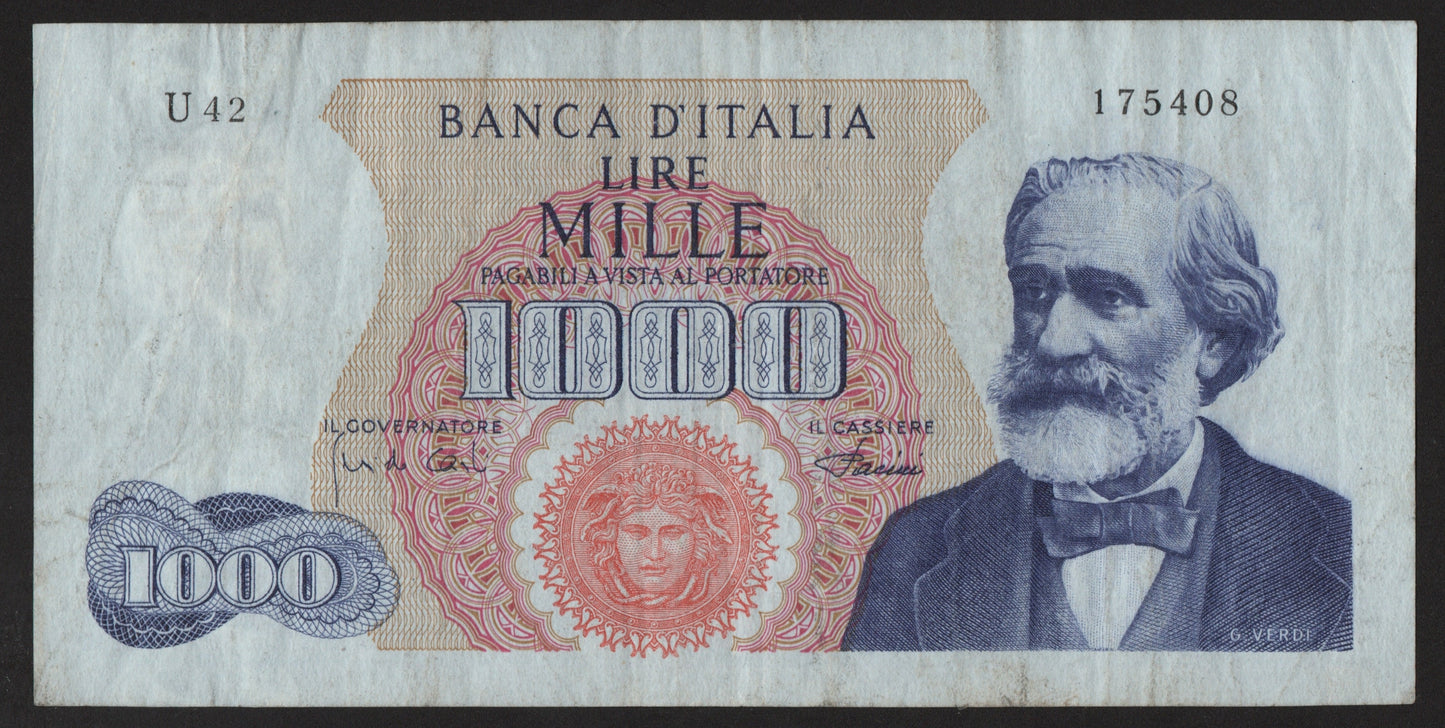 U 42
175408
BANCA D'ITALIA
LIRE
MILLE
PAGABILI A VISTA AL PORTATORE
1000
IL GOVERNATORE
IL CASSIERE
1000
G. VERDI